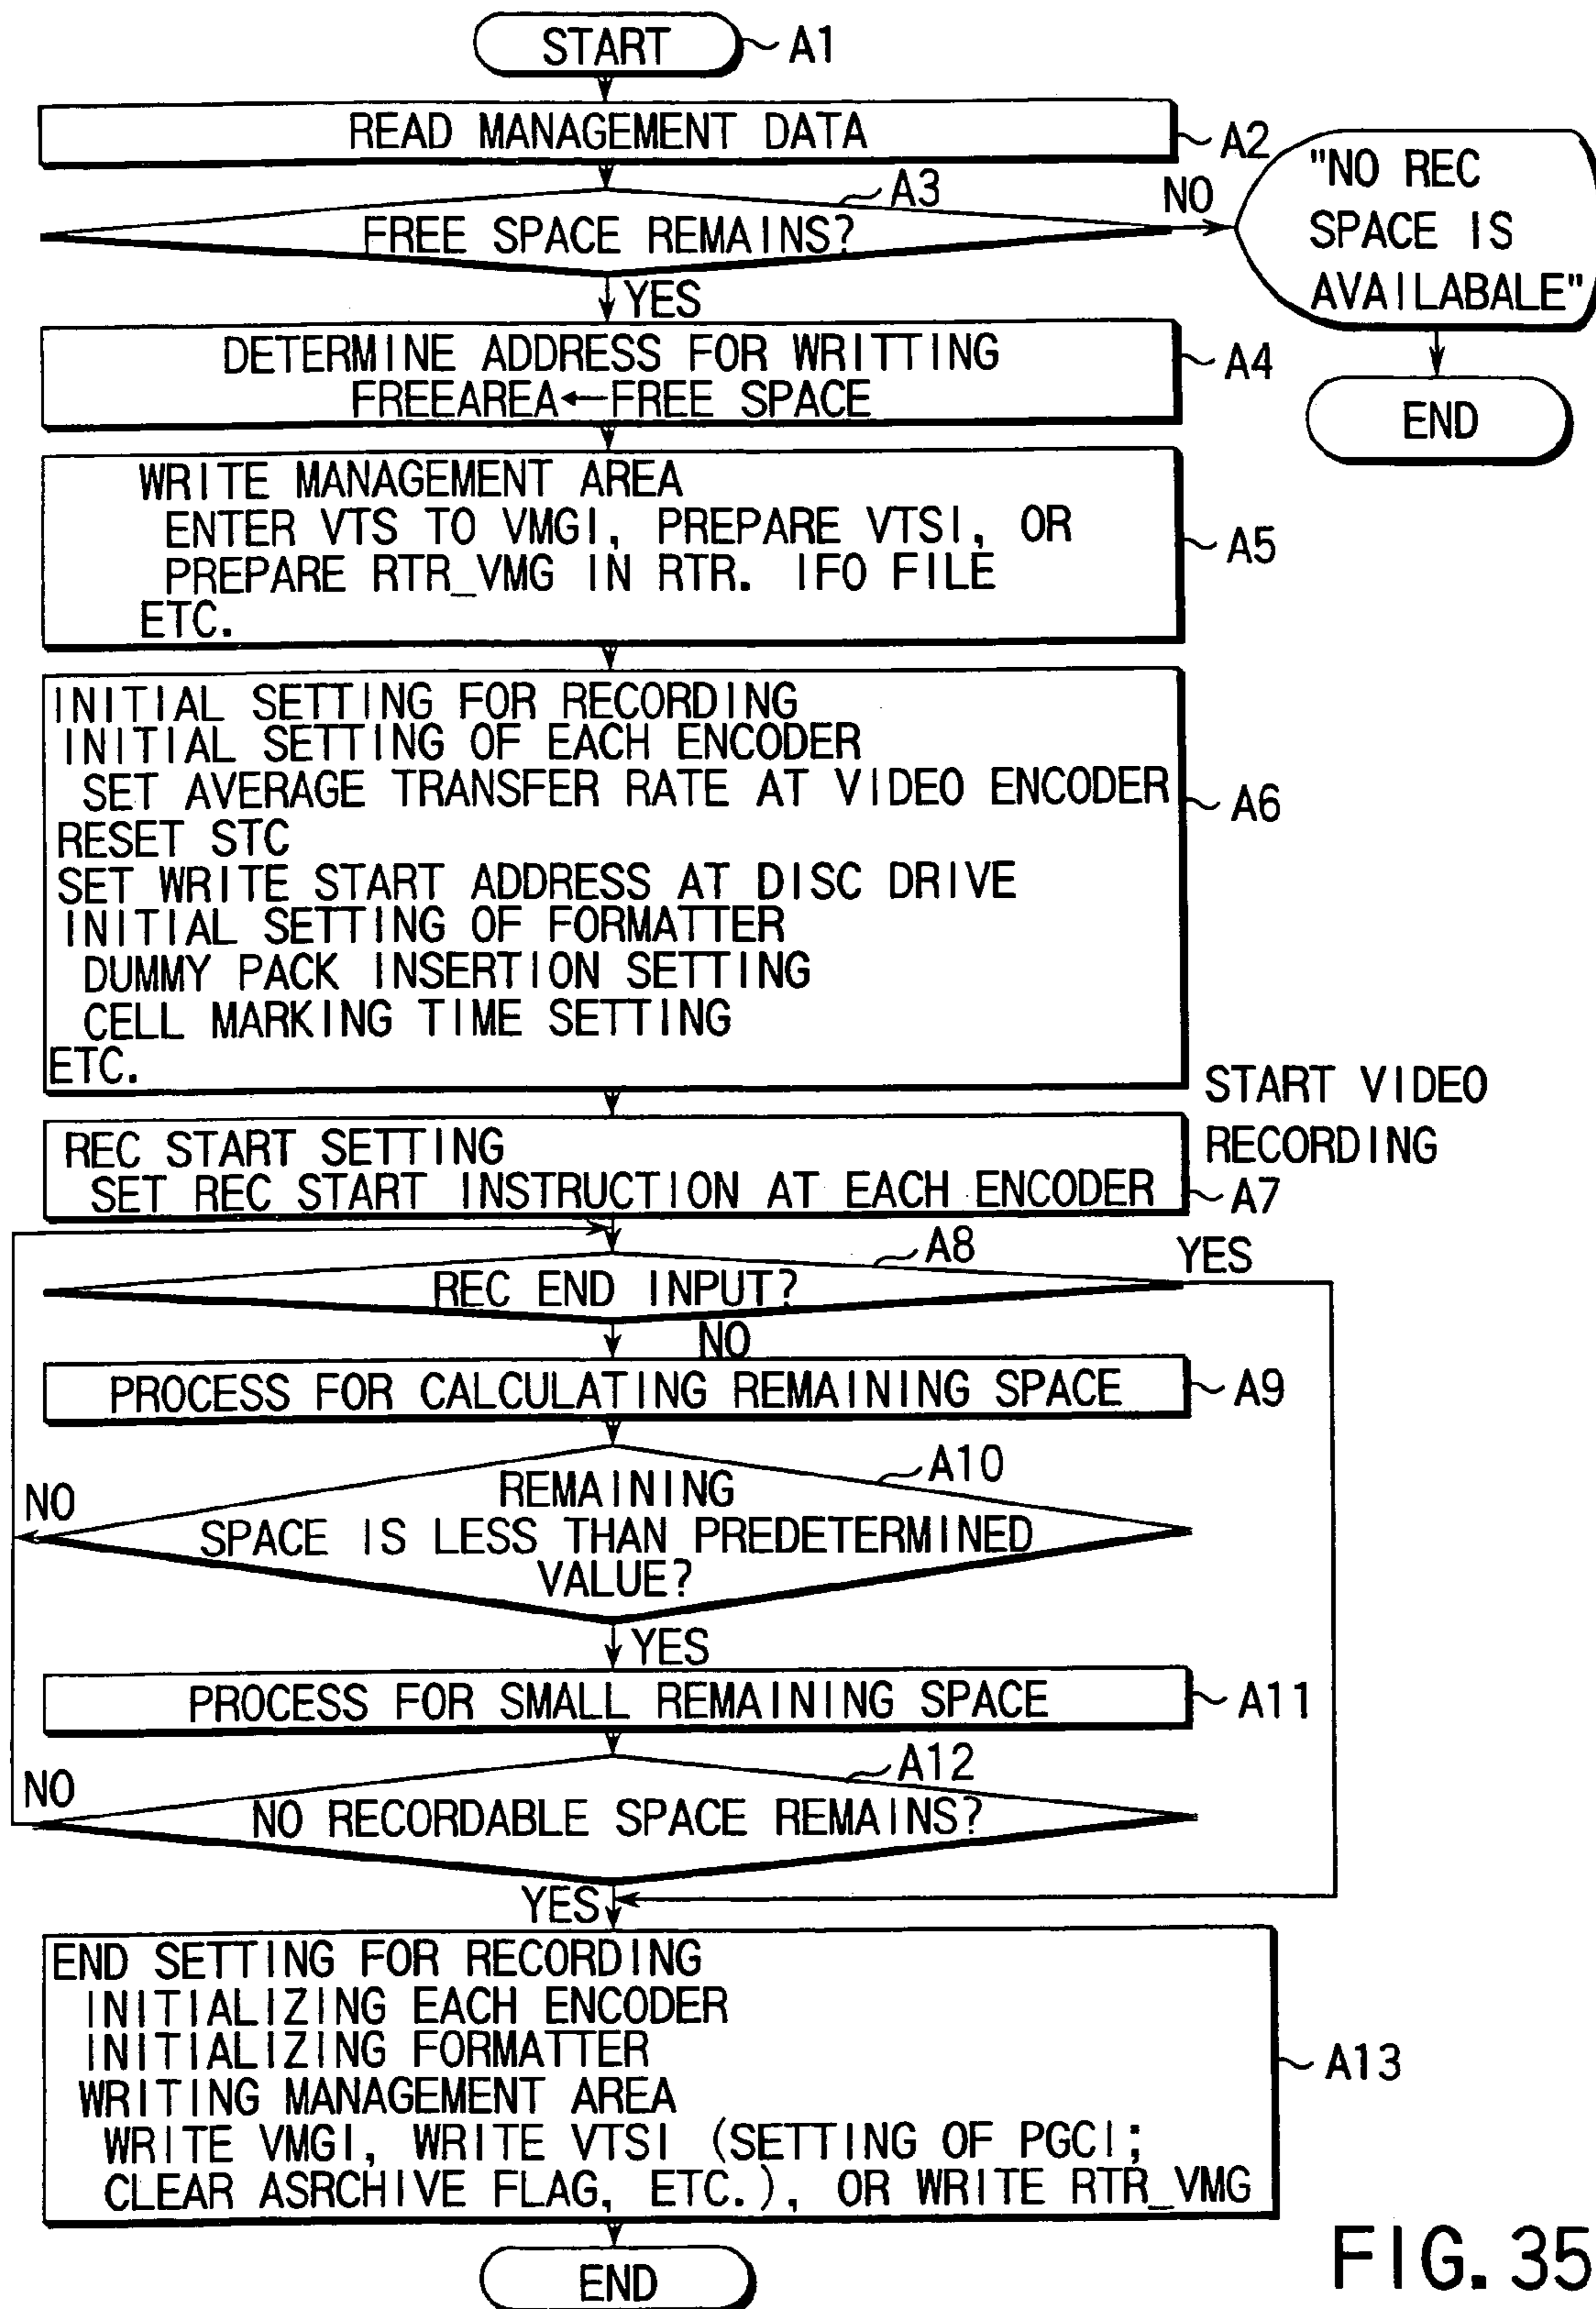 START
A1
READ MANAGEMENT DATA
A2
A3
FREE SPACE REMAINS?
NO
"NO REC
SPACE IS
AVAILABALE"
END
YES
DETERMINE ADDRESS FOR WRITTING
FREEAREA←FREE SPACE
A4
WRITE MANAGEMENT AREA
ENTER VTS TO VMGI, PREPARE VTSI, OR
PREPARE RTR_VMG IN RTR. IFO FILE
ETC.
A5
INITIAL SETTING FOR RECORDING
INITIAL SETTING OF EACH ENCODER
SET AVERAGE TRANSFER RATE AT VIDEO ENCODER
RESET STC
SET WRITE START ADDRESS AT DISC DRIVE
INITIAL SETTING OF FORMATTER
DUMMY PACK INSERTION SETTING
CELL MARKING TIME SETTING
ETC.
A6
START VIDEO
RECORDING
REC START SETTING
SET REC START INSTRUCTION AT EACH ENCODER
A7
A8
REC END INPUT?
YES
NO
PROCESS FOR CALCULATING REMAINING SPACE
A9
A10
REMAINING
SPACE IS LESS THAN PREDETERMINED
VALUE?
NO
YES
PROCESS FOR SMALL REMAINING SPACE
A11
A12
NO RECORDABLE SPACE REMAINS?
NO
YES
END SETTING FOR RECORDING
INITIALIZING EACH ENCODER
INITIALIZING FORMATTER
WRITING MANAGEMENT AREA
WRITE VMGI, WRITE VTSI (SETTING OF PGCI;
CLEAR ASRCHIVE FLAG, ETC.), OR WRITE RTR_VMG
A13
END
FIG. 35